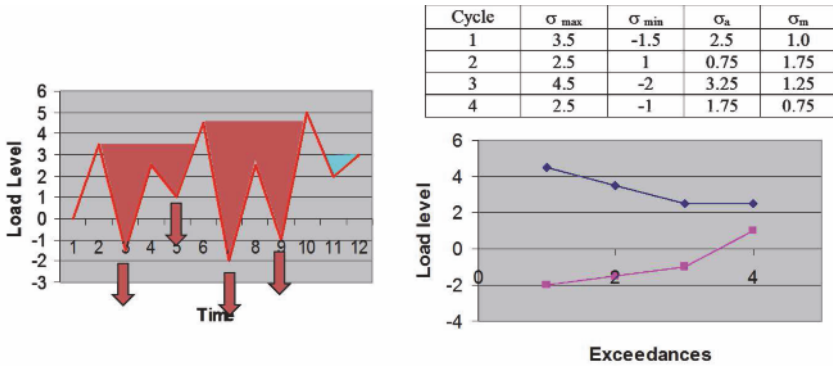 Cycle σ max σ min σa σm
1 3.5 -1.5 2.5 1.0
2 2.5 1 0.75 1.75
3 4.5 -2 3.25 1.25
4 2.5 -1 1.75 0.75
6
5
4
3
2
1
0
-1
-2
-3
Load Level
1 2 3 4 5 6 7 8 9 10 11 12
Time
6
4
2
0
-2
-4
Load level
0 2 4
Exceedances